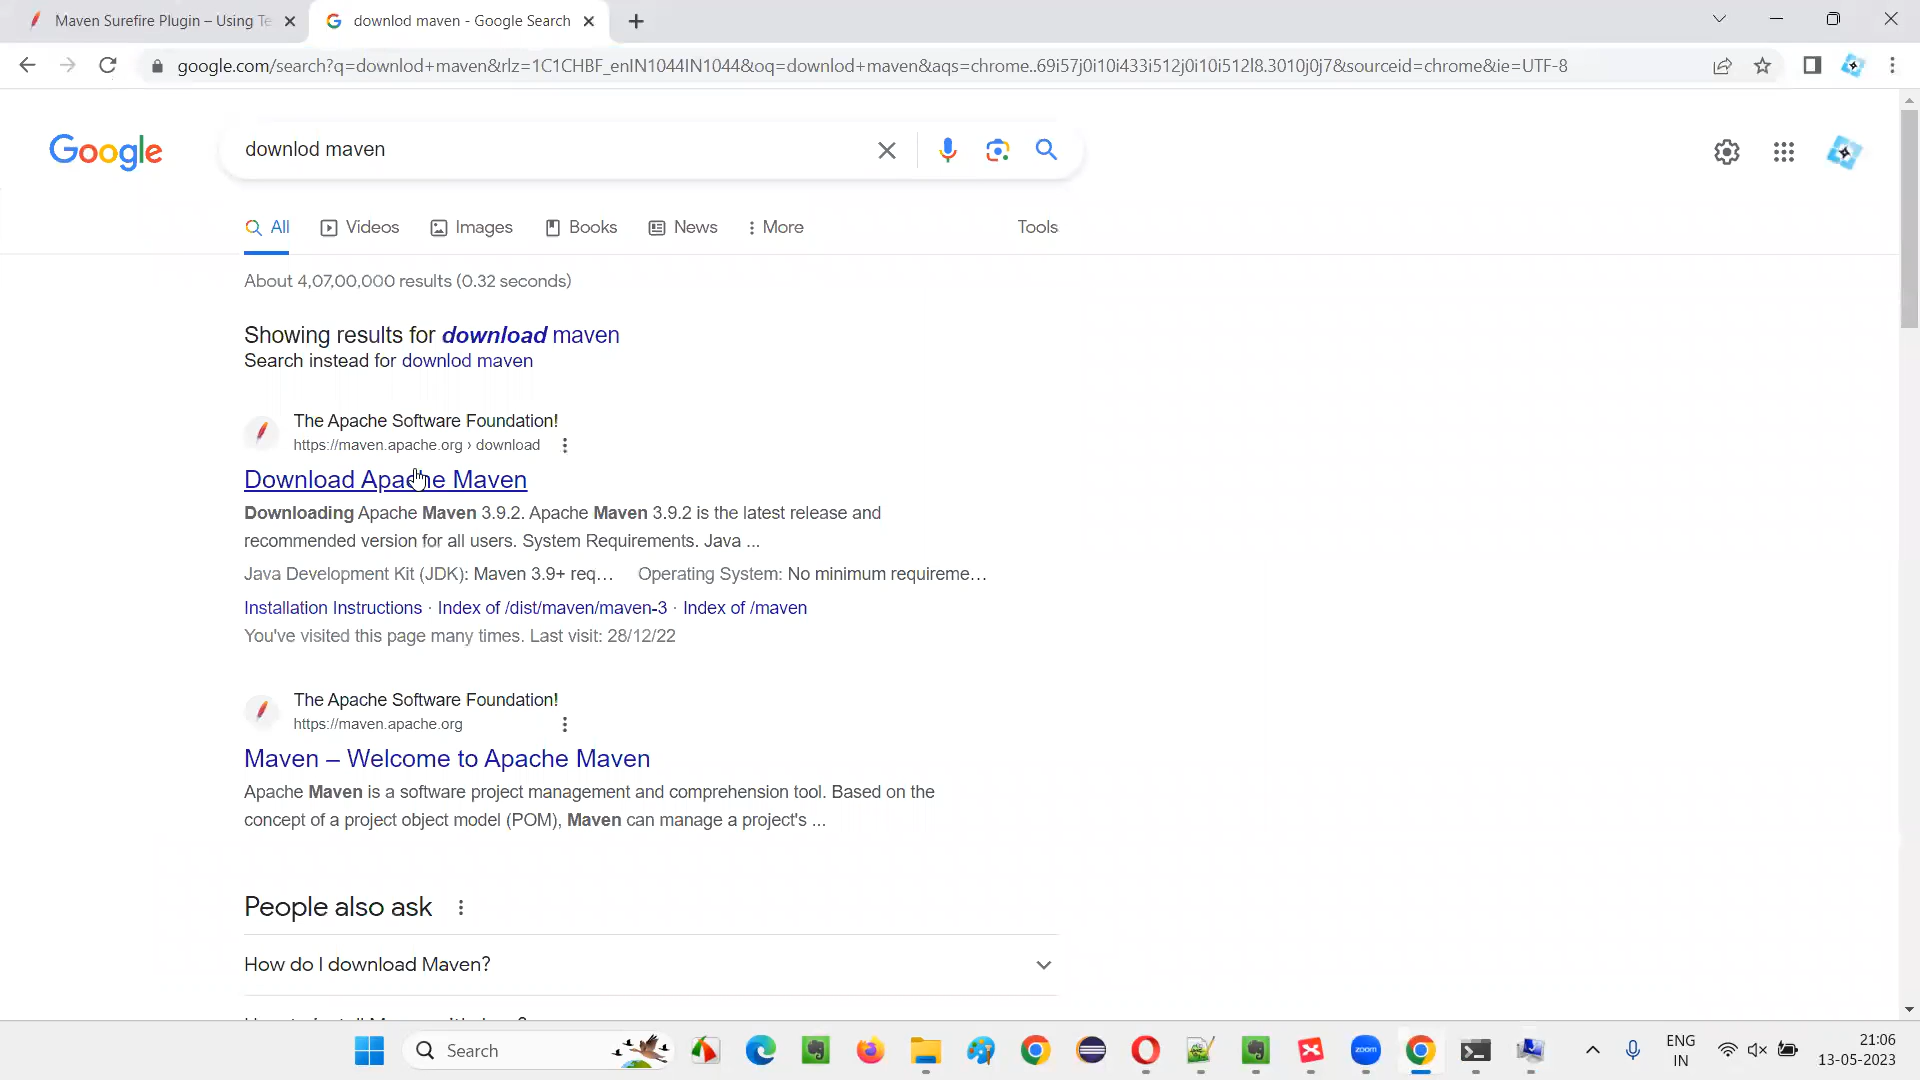 Maven Surefire Plugin – Using Te
downlod maven - Google Search
google.com/search?q=downlod+maven&rlz=1C1CHBF_enIN1044IN1044&oq=downlod+maven&aqs=chrome..69i57j0i10i433i512j0i10i512l8.3010j0j7&sourceid=chrome&ie=UTF-8
Google
downlod maven
All Videos Images Books News More Tools
About 4,07,00,000 results (0.32 seconds)
Showing results for download maven
Search instead for downlod maven
The Apache Software Foundation!
https://maven.apache.org › download
Download Apache Maven
Downloading Apache Maven 3.9.2. Apache Maven 3.9.2 is the latest release and
recommended version for all users. System Requirements. Java ...
Java Development Kit (JDK): Maven 3.9+ req... Operating System: No minimum requireme...
Installation Instructions · Index of /dist/maven/maven-3 · Index of /maven
You've visited this page many times. Last visit: 28/12/22
The Apache Software Foundation!
https://maven.apache.org
Maven – Welcome to Apache Maven
Apache Maven is a software project management and comprehension tool. Based on the
concept of a project object model (POM), Maven can manage a project's ...
People also ask
How do I download Maven?
Search
zoom
ENG
IN
21:06
13-05-2023